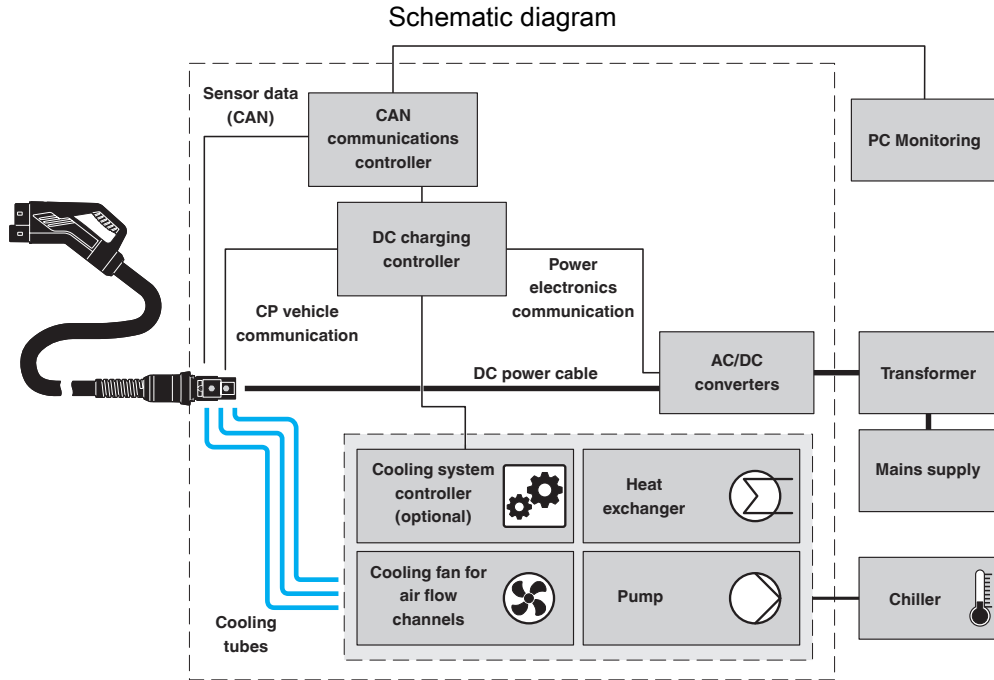 Schematic diagram
Sensor data
(CAN)
CAN
communications
controller
PC Monitoring
DC charging
controller
Power
electronics
communication
CP vehicle
communication
DC power cable
AC/DC
converters
Transformer
Mains supply
Cooling system
controller
(optional)
Heat
exchanger
Cooling fan for
air flow
channels
Pump
Chiller
Cooling
tubes